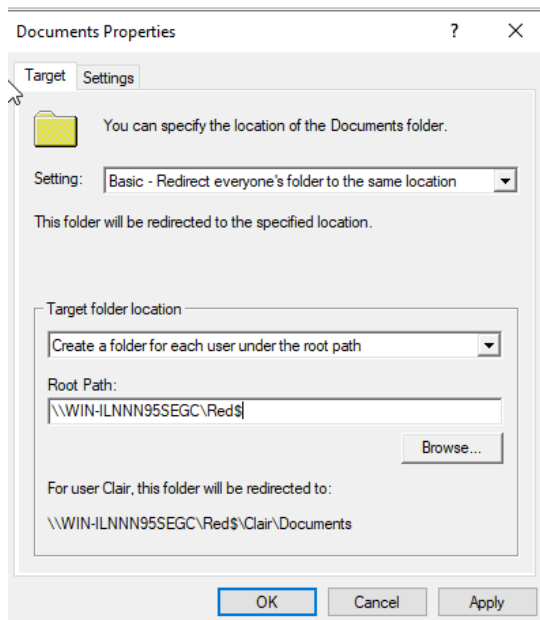 Documents Properties ? ×
Target Settings
You can specify the location of the Documents folder.
Setting: Basic - Redirect everyone's folder to the same location
This folder will be redirected to the specified location.
Target folder location
Create a folder for each user under the root path
Root Path:
\\WIN-ILNNN95SEGC\Red$
Browse...
For user Clair, this folder will be redirected to:
\\WIN-ILNNN95SEGC\Red$\Clair\Documents
OK Cancel Apply